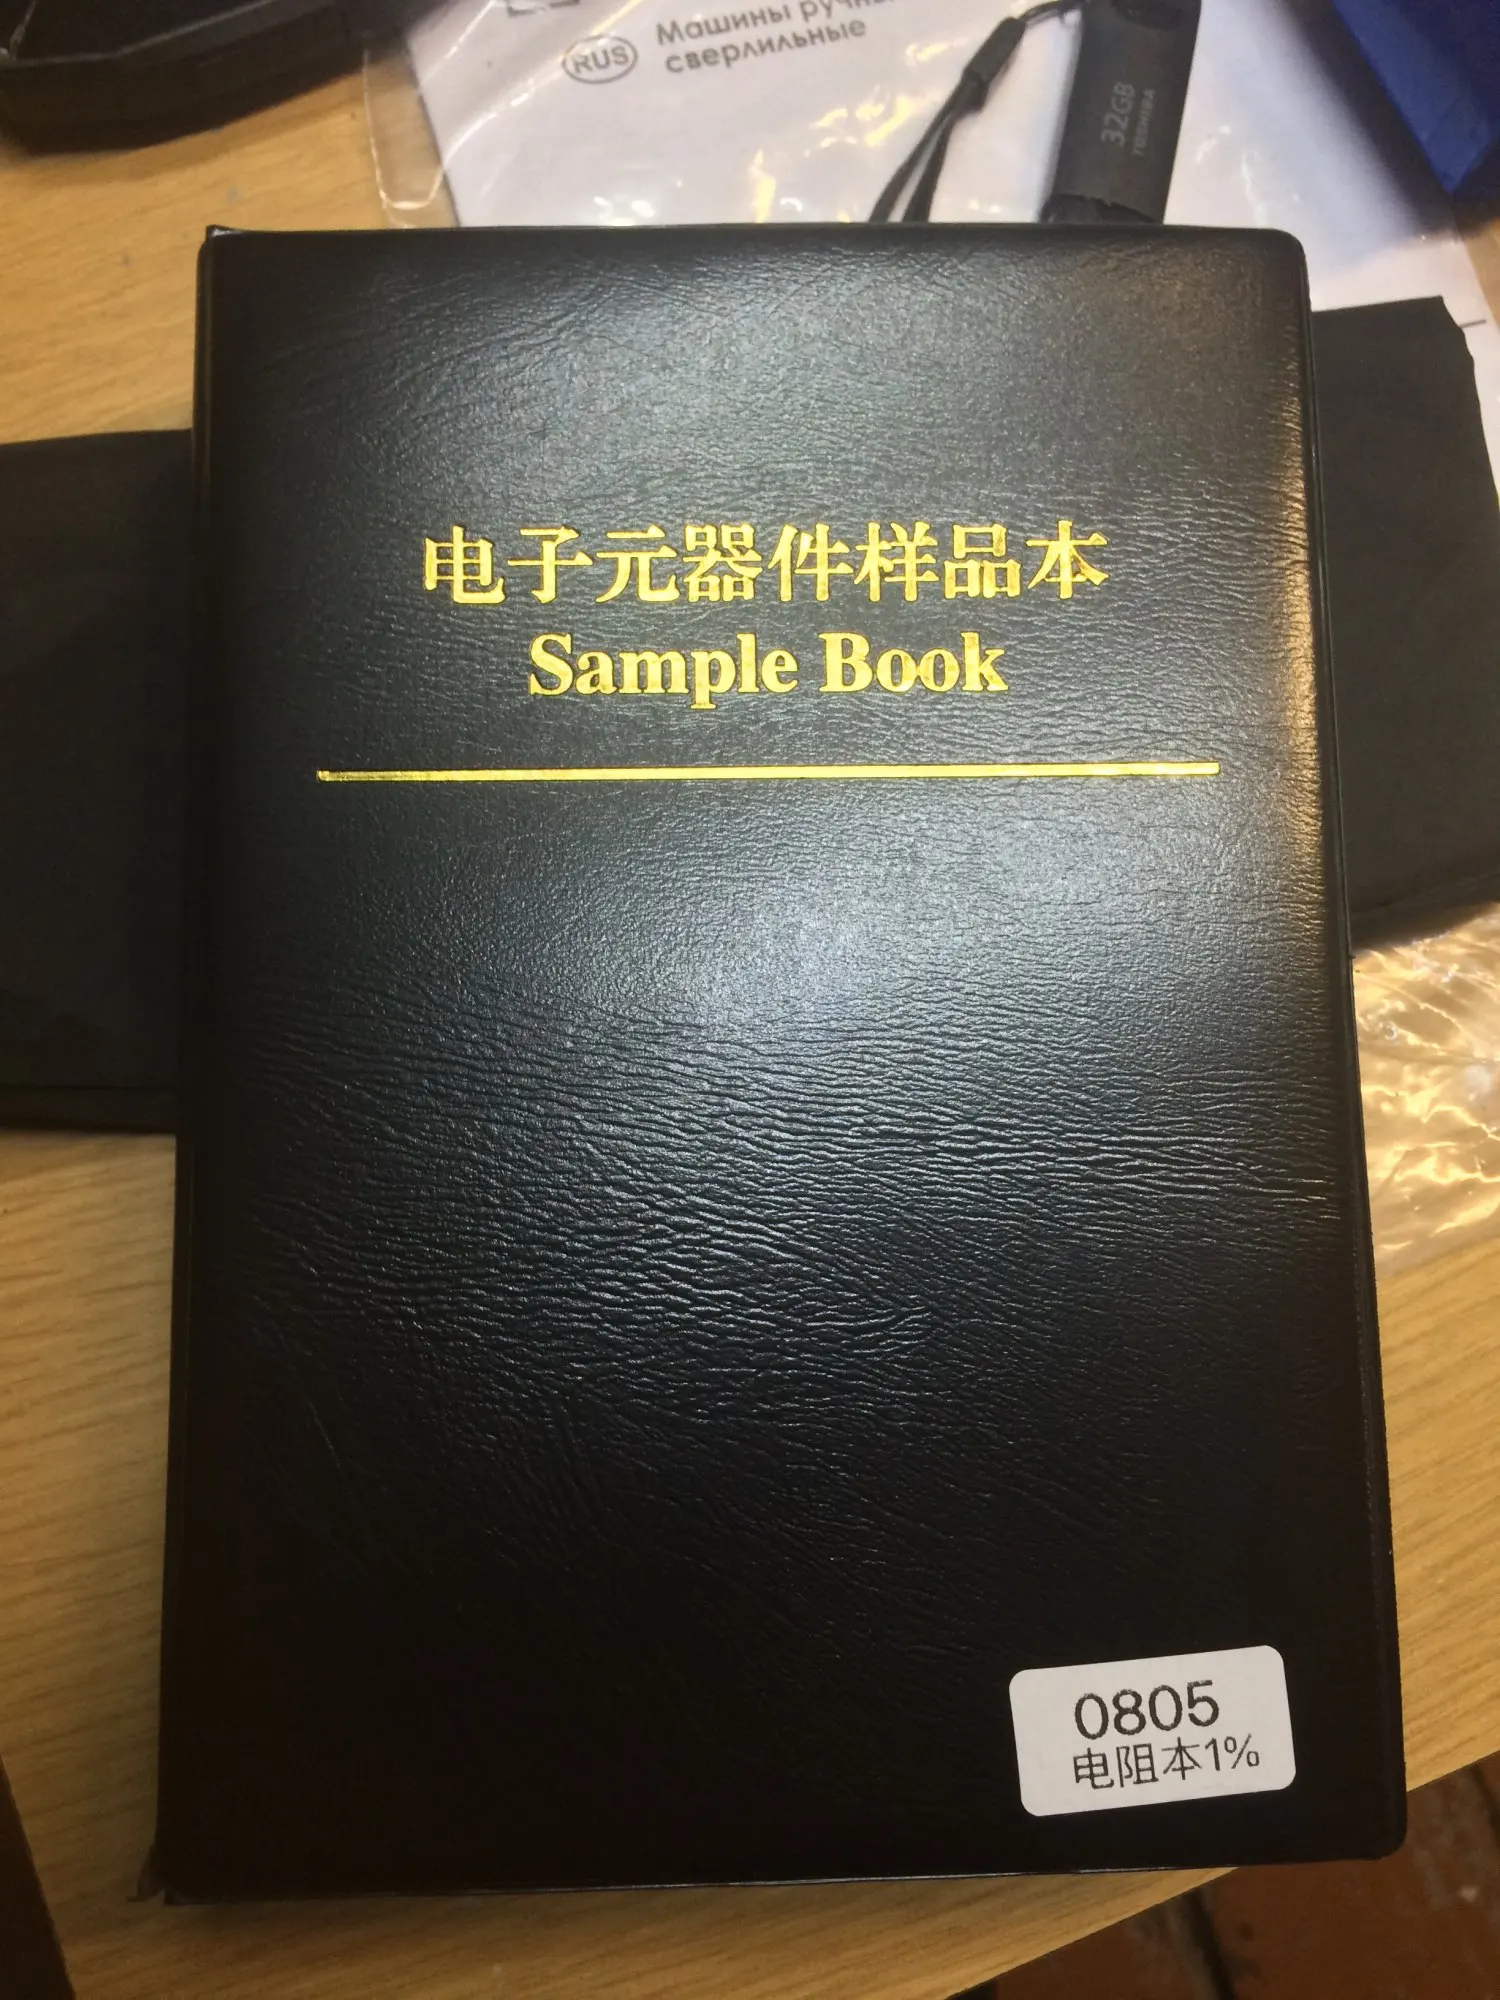 RUS
Машины
сверлильные
32GB
TOSHIBA
电子元器件样品本
Sample Book
0805
电阻本1%